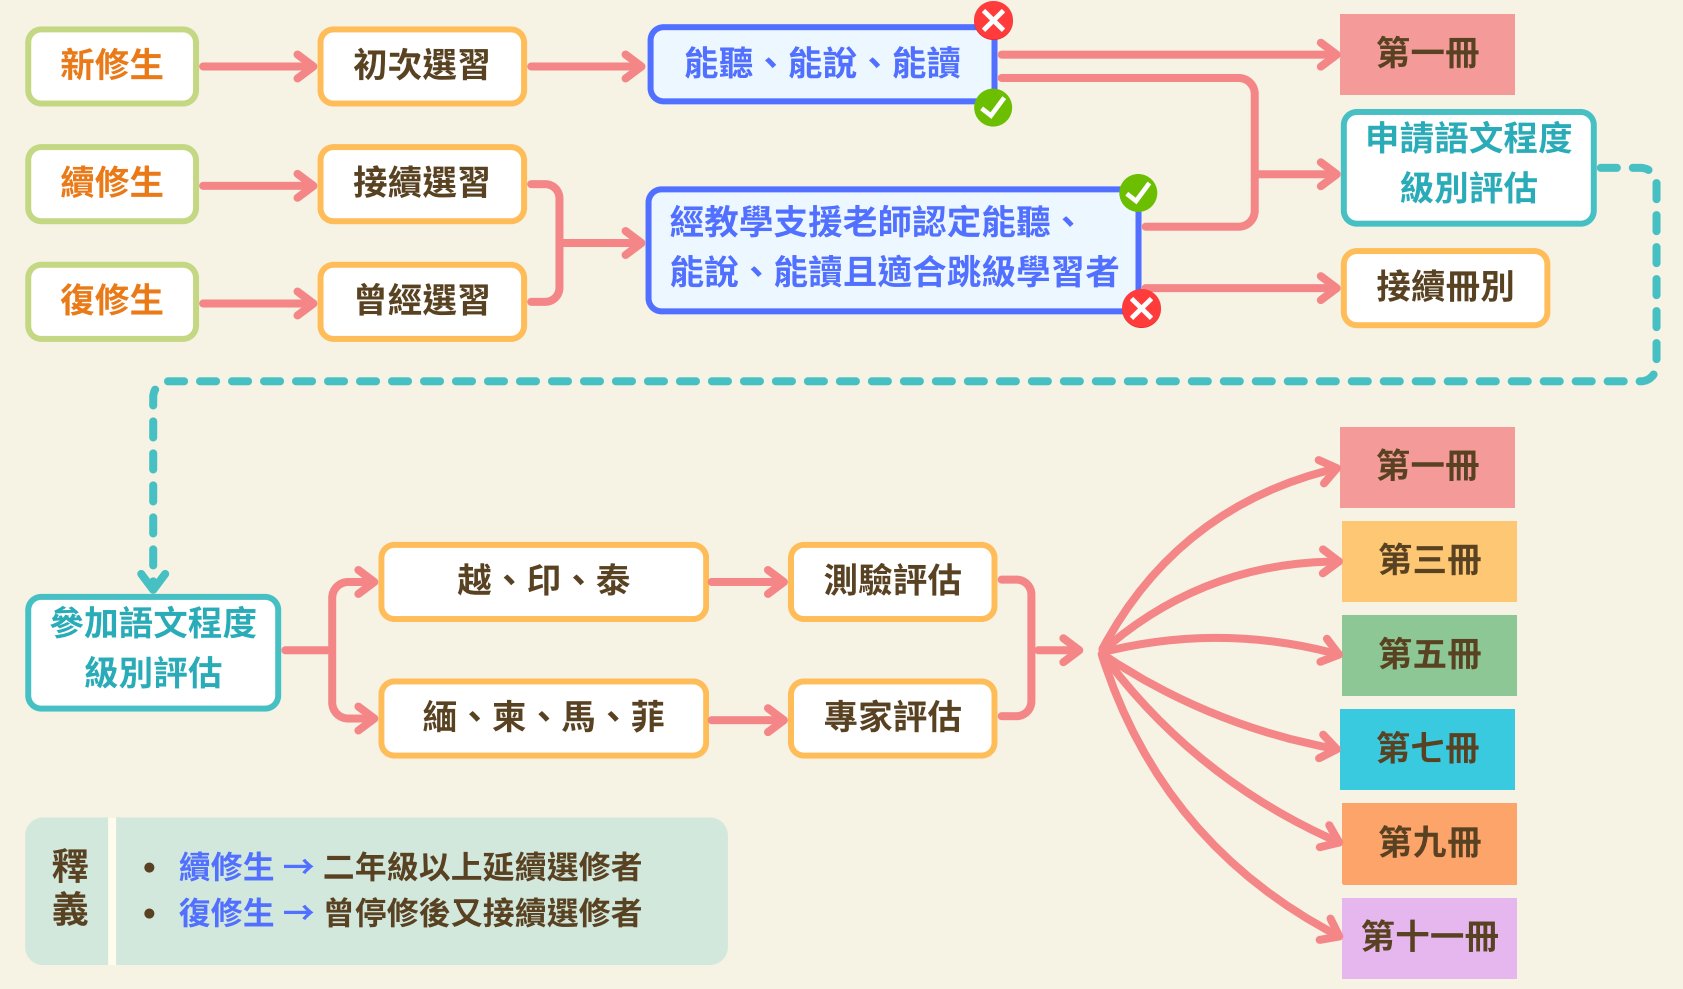 新修生
初次選習
能聽、能說、能讀
第一冊
續修生
接續選習
申請語文程度
級別評估
經教學支援老師認定能聽、
能說、能讀且適合跳級學習者
復修生
曾經選習
接續冊別
參加語文程度
級別評估
越、印、泰
測驗評估
緬、柬、馬、菲
專家評估
第一冊
第三冊
第五冊
第七冊
第九冊
第十一冊
釋義
• 續修生 → 二年級以上延續選修者
• 復修生 → 曾停修後又接續選修者